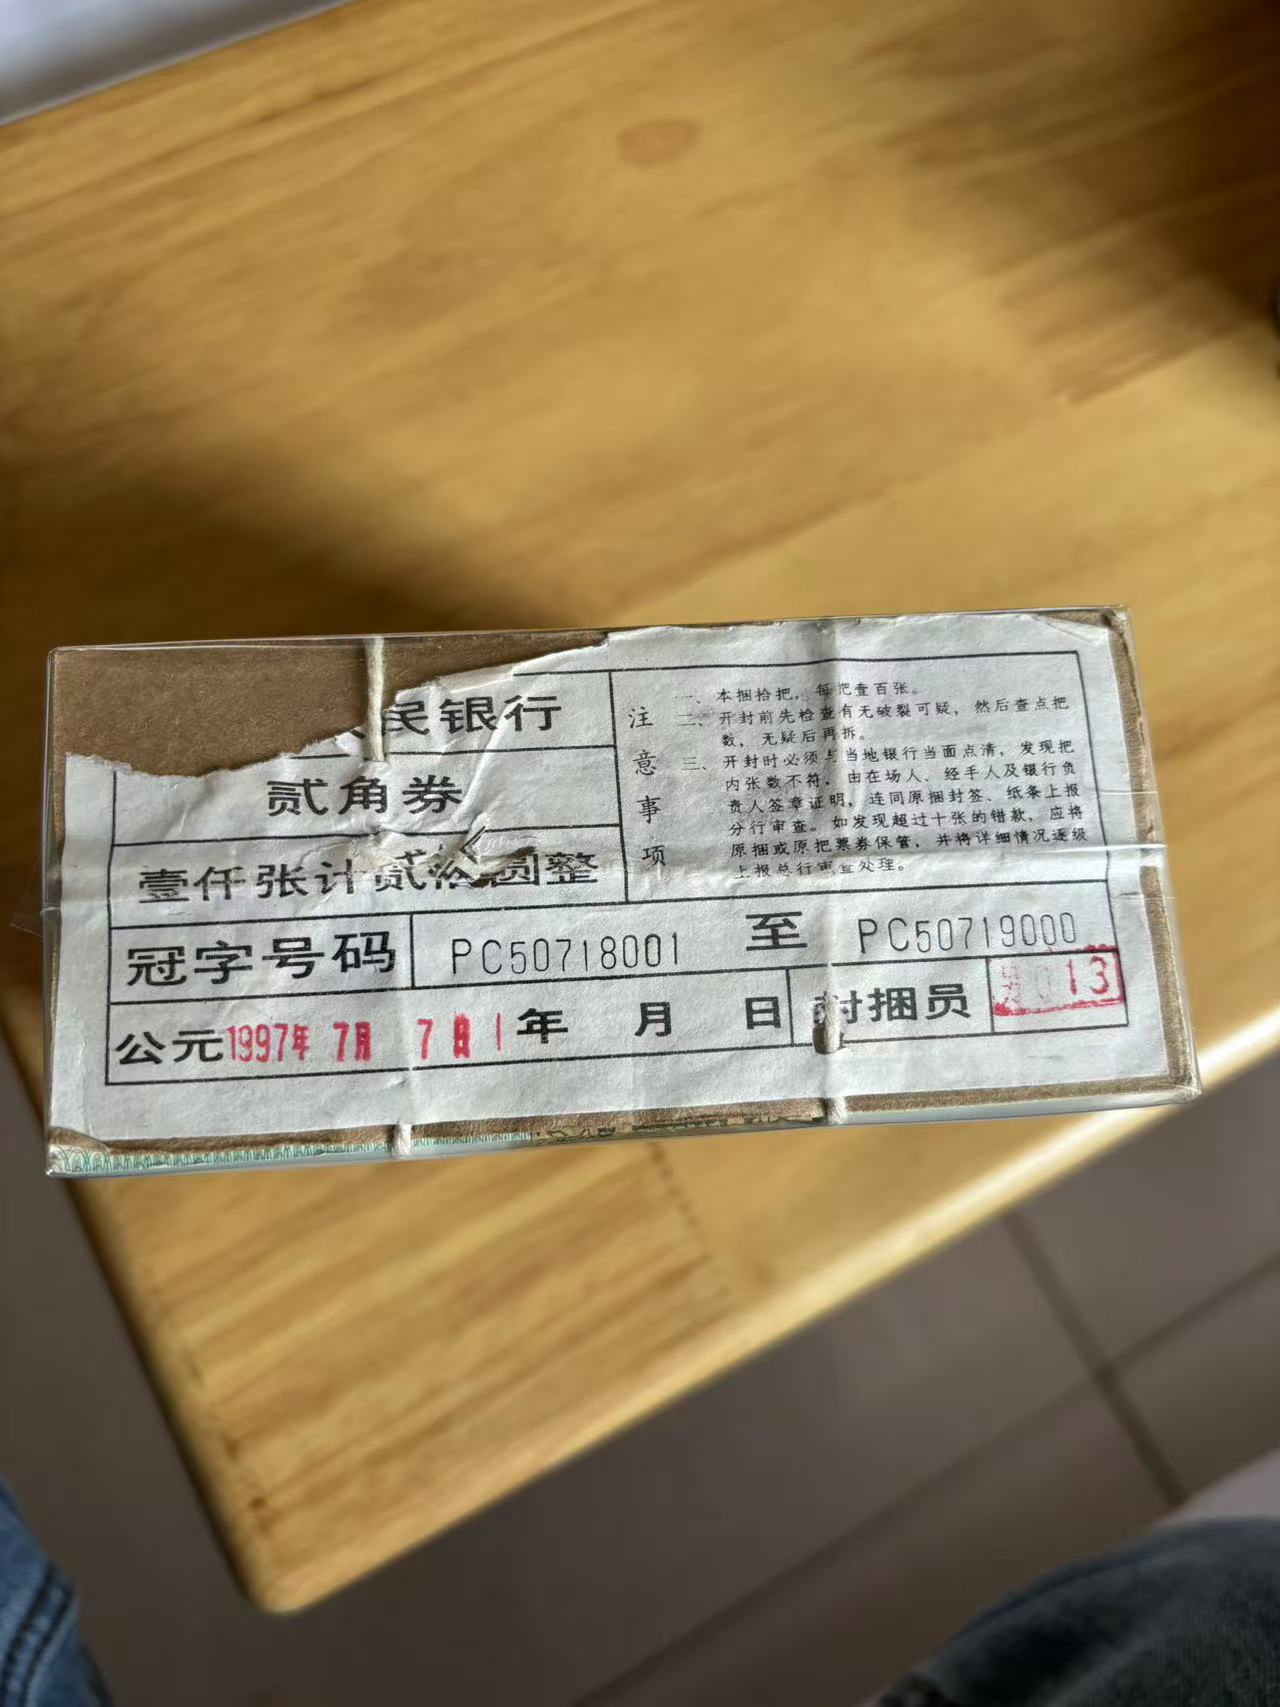 民银行
贰角券
壹仟张计贰拾圆整
注意事项
一、本捆拾把，每把壹百张。
二、开封前先检查有无破裂可疑，然后查点把
数，无疑后再拆。
三、开封时必须与当地银行当面点清，发现把
内张数不符，由在场人、经手人及银行负
责人签章证明，连同原捆封签、纸条上报
分行审查。如发现超过十张的错款，应将
原捆或原把票券保管，并将详细情况逐级
上报总行审查处理。
冠字号码 PC50718001 至 PC50719000
公元1997年 7月 7日1年 月 日 封捆员 013